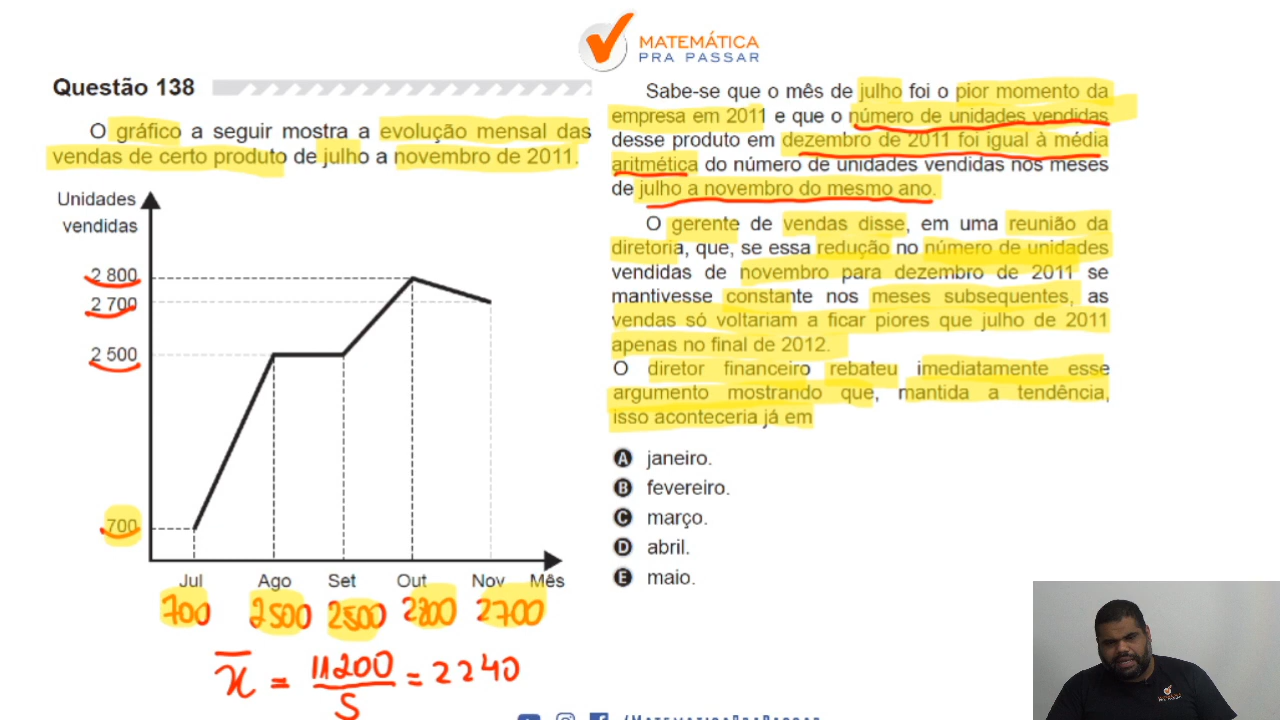 MATEMÁTICA
PRA PASSAR
Questão 138
O gráfico a seguir mostra a evolução mensal das
vendas de certo produto de julho a novembro de 2011.
Unidades
vendidas
2 800
2 700
2 500
700
Jul Ago Set Out Nov Mês
700 2500 2500 2800 2700
x = 11200 = 2240
5
Sabe-se que o mês de julho foi o pior momento da
empresa em 2011 e que o número de unidades vendidas
desse produto em dezembro de 2011 foi igual à média
aritmética do número de unidades vendidas nos meses
de julho a novembro do mesmo ano.
O gerente de vendas disse, em uma reunião da
diretoria, que, se essa redução no número de unidades
vendidas de novembro para dezembro de 2011 se
mantivesse constante nos meses subsequentes, as
vendas só voltariam a ficar piores que julho de 2011
apenas no final de 2012.
O diretor financeiro rebateu imediatamente esse
argumento mostrando que, mantida a tendência,
isso aconteceria já em
A janeiro.
B fevereiro.
C março.
D abril.
E maio.